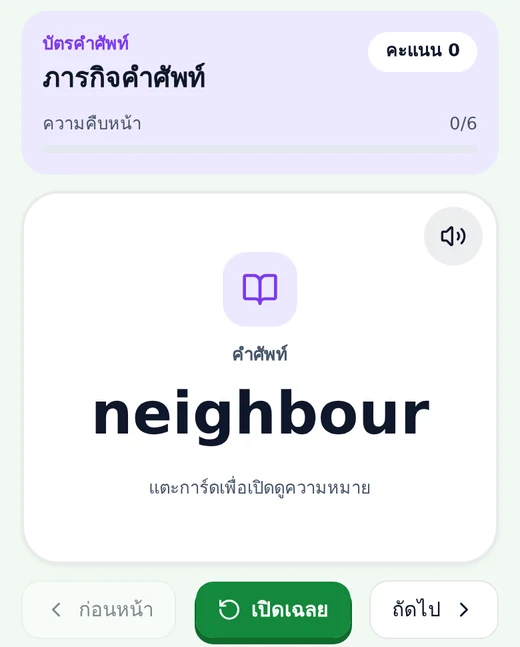 บัตรคำศัพท์
ภารกิจคำศัพท์
คะแนน 0
ความคืบหน้า
0/6
คำศัพท์
neighbour
แตะการ์ดเพื่อเปิดดูความหมาย
ก่อนหน้า
เปิดเฉลย
ถัดไป